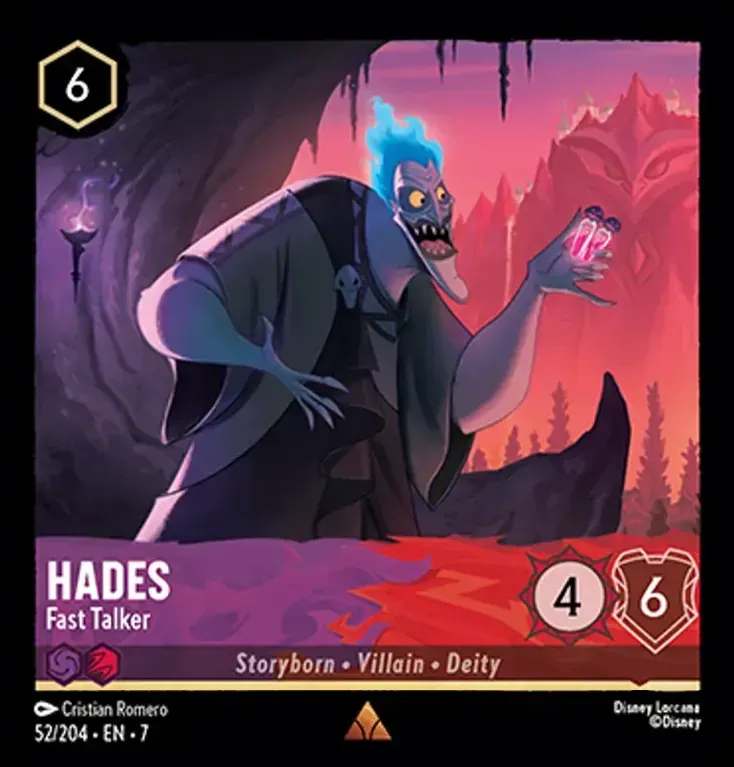 6
HADES
Fast Talker
4
6
Storyborn • Villain • Deity
Cristian Romero
Disney Lorcana
52/204 • EN • 7
©Disney